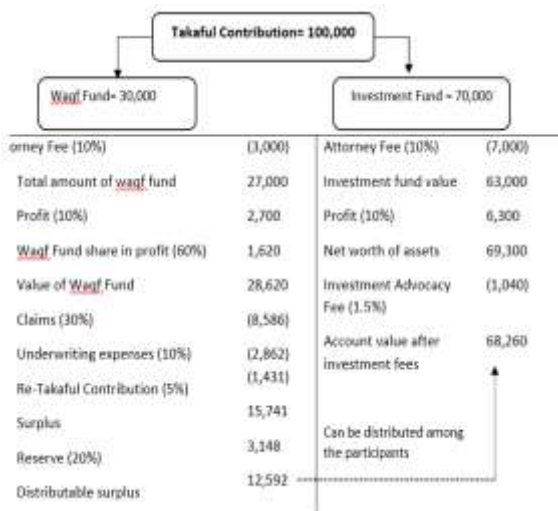 Takaful Contribution= 100,000
Waqf Fund= 30,000
Investment Fund = 70,000
orney Fee (10%) (3,000)
Total amount of waqf fund 27,000
Profit (10%) 2,700
Waqf Fund share in profit (60%) 1,620
Value of Waqf Fund 28,620
Claims (30%) (8,586)
Underwriting expenses (10%) (2,862)
Re-Takaful Contribution (5%) (1,431)
Surplus 15,741
Reserve (20%) 3,148
Distributable surplus 12,592
Attorney Fee (10%) (7,000)
Investment fund value 63,000
Profit (10%) 6,300
Net worth of assets 69,300
Investment Advocacy (1,040)
Fee (1.5%)
Account value after 68,260
investment fees
Can be distributed among
the participants